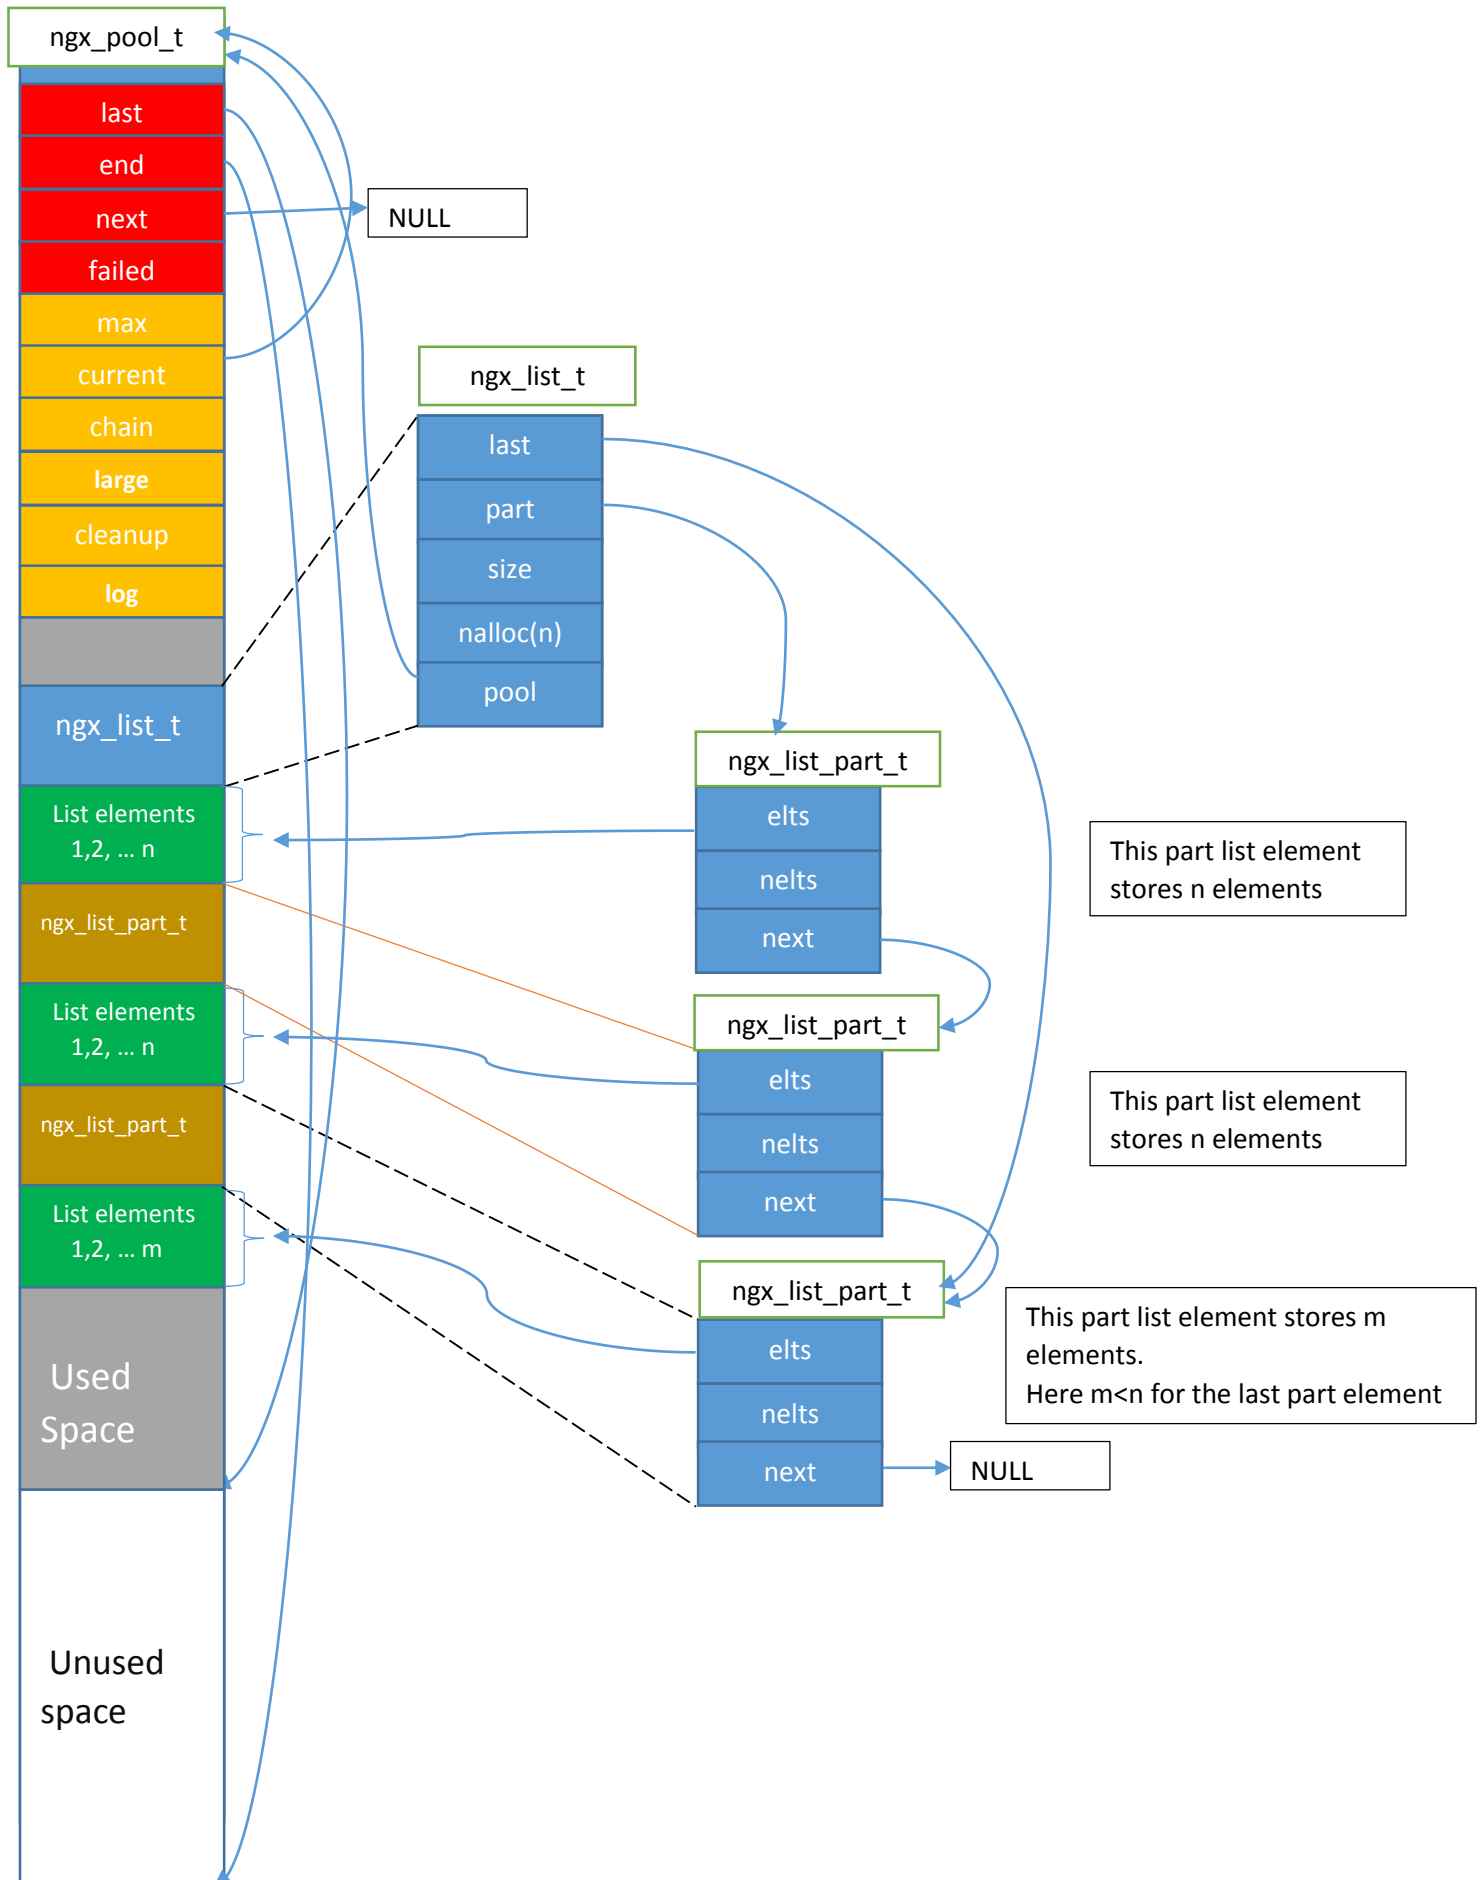 ngx_pool_t
last
end
next
failed
max
current
chain
large
cleanup
log
ngx_list_t
List elements
1,2, ... n
ngx_list_part_t
List elements
1,2, ... n
ngx_list_part_t
List elements
1,2, ... m
Used
Space
Unused
space
NULL
ngx_list_t
last
part
size
nalloc(n)
pool
ngx_list_part_t
elts
nelts
next
This part list element
stores n elements
ngx_list_part_t
elts
nelts
next
This part list element
stores n elements
ngx_list_part_t
elts
nelts
next
This part list element stores m
elements.
Here m<n for the last part element
NULL